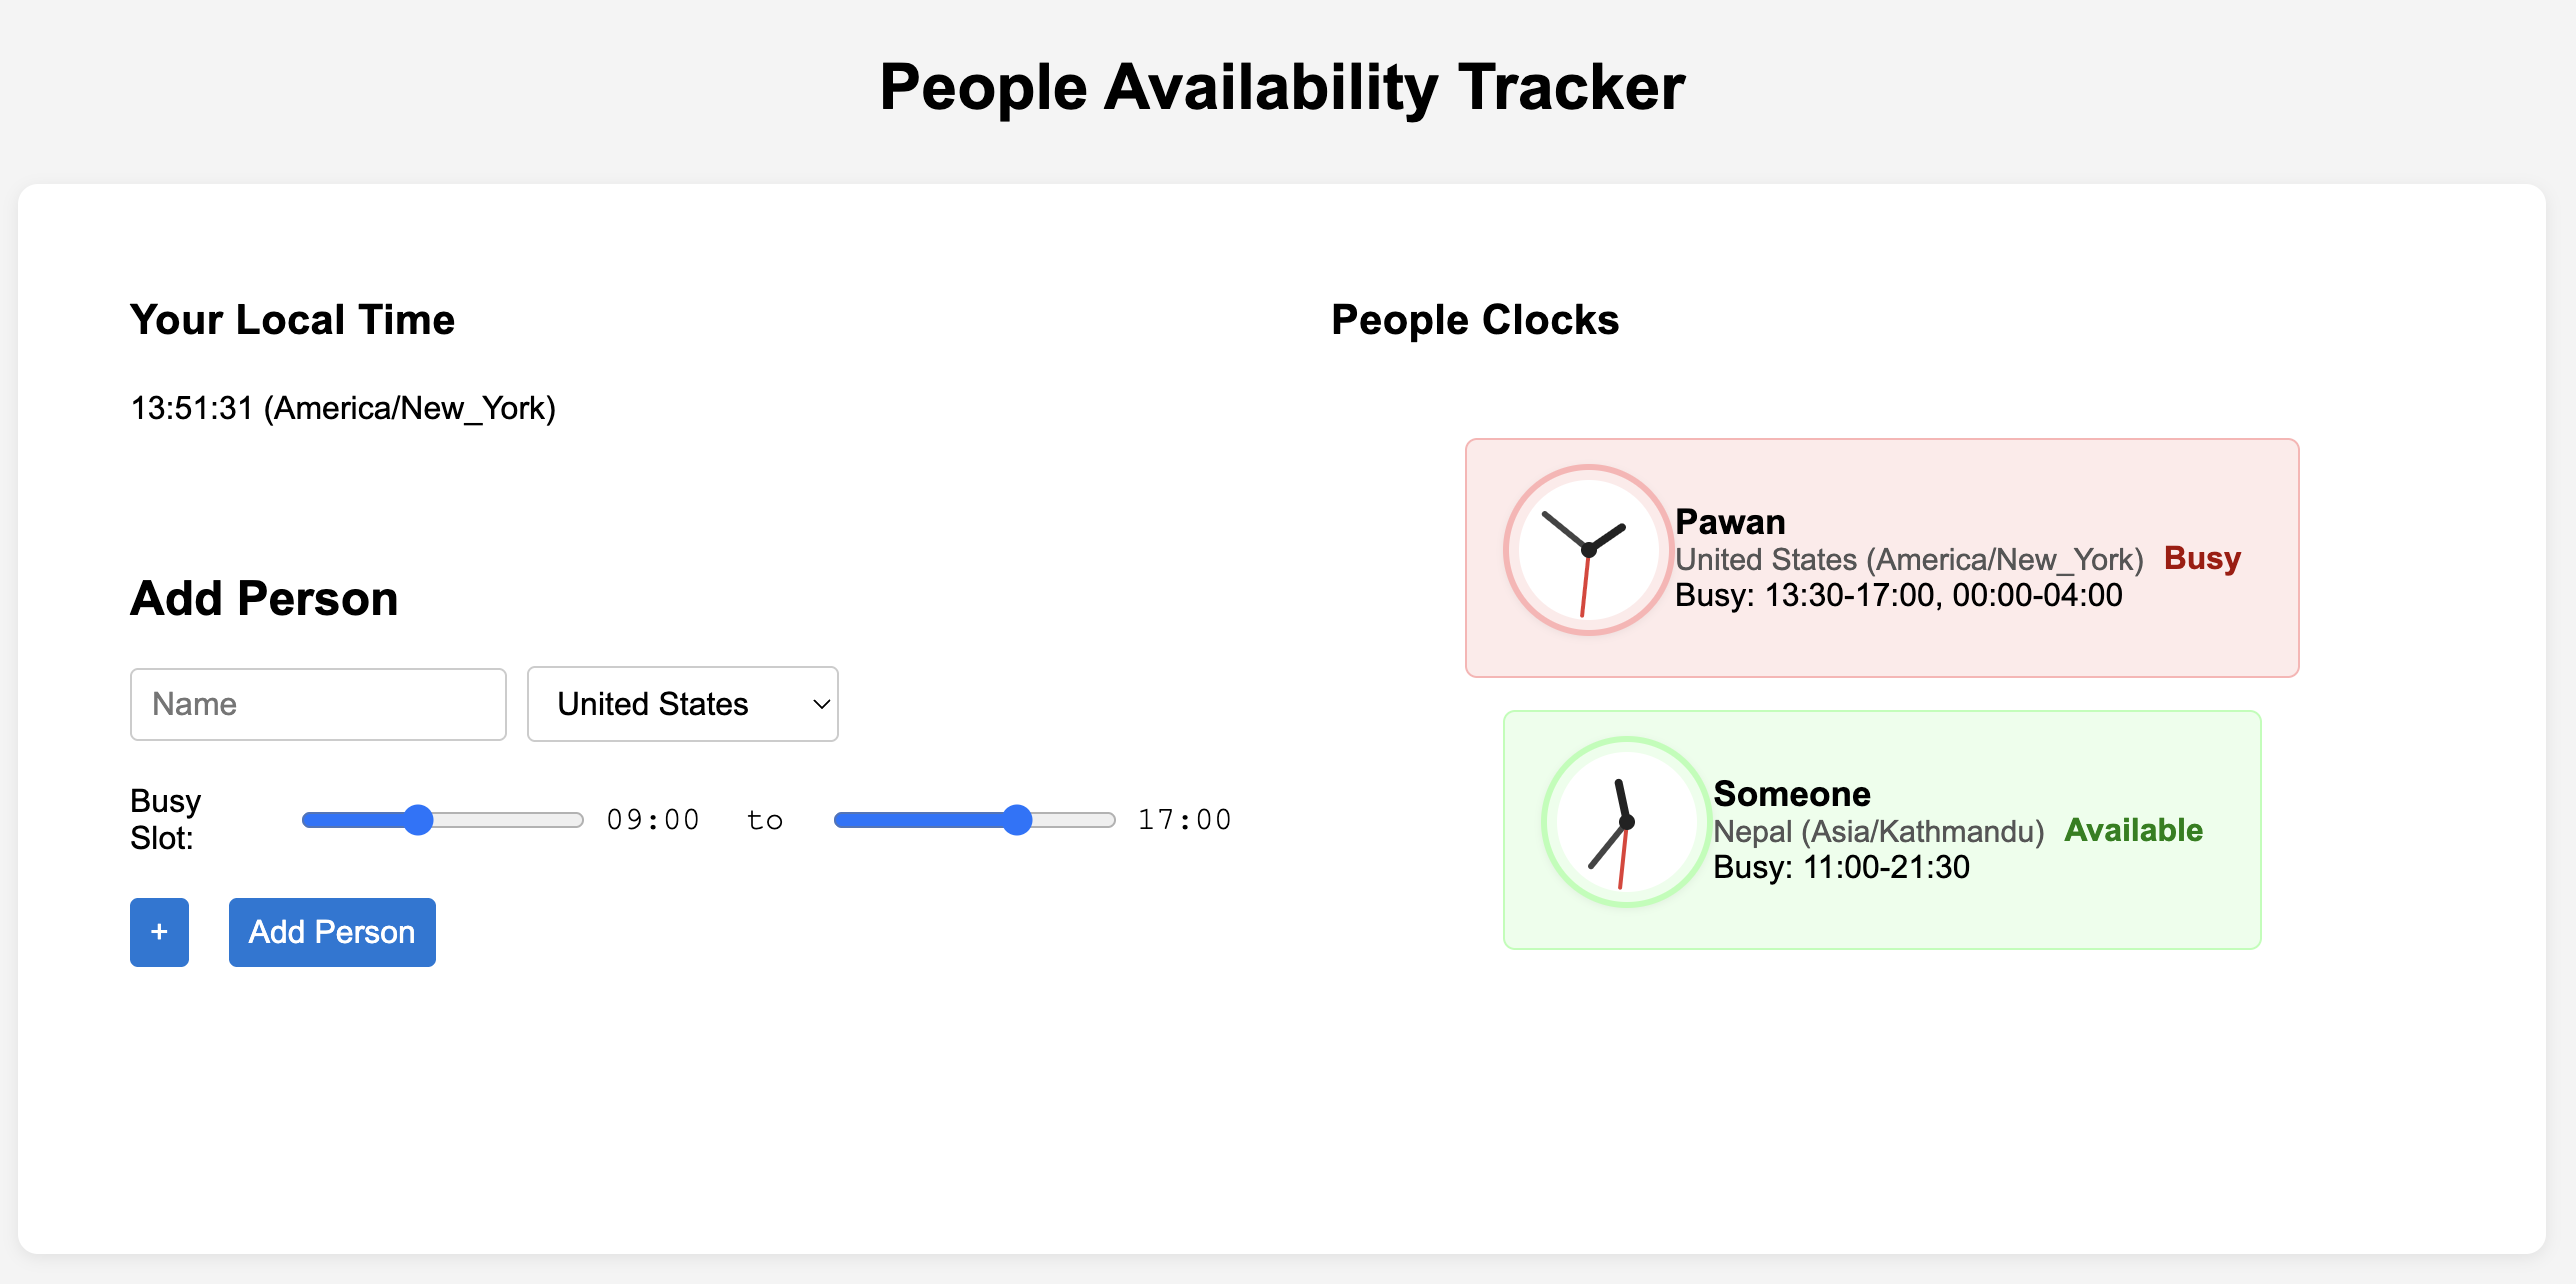 People Availability Tracker
Your Local Time
13:51:31 (America/New_York)
Add Person
Name
United States
Busy
Slot:
09:00 to 17:00
+
Add Person
People Clocks
Pawan
United States (America/New_York) Busy
Busy: 13:30-17:00, 00:00-04:00
Someone
Nepal (Asia/Kathmandu) Available
Busy: 11:00-21:30